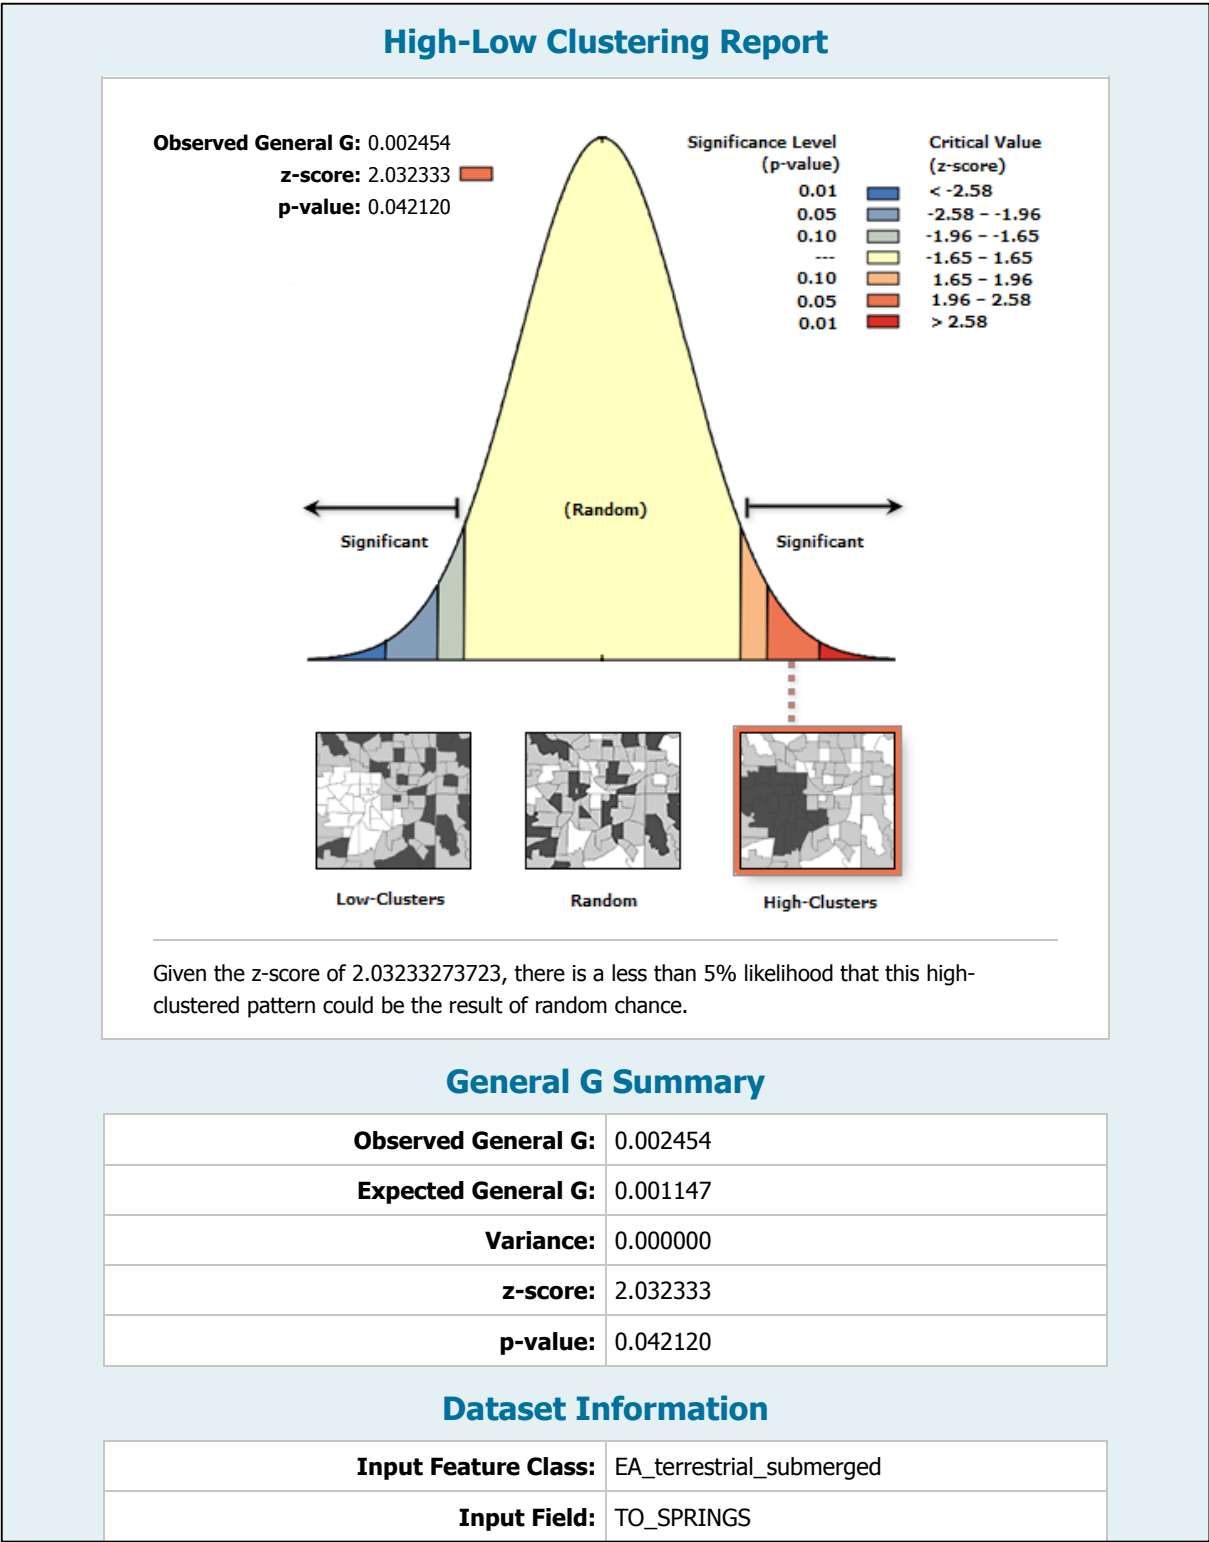 High-Low Clustering Report
Observed General G: 0.002454
z-score: 2.032333
p-value: 0.042120
Significance Level Critical Value
(p-value) (z-score)
0.01 < -2.58
0.05 -2.58 – -1.96
0.10 -1.96 – -1.65
--- -1.65 – 1.65
0.10 1.65 – 1.96
0.05 1.96 – 2.58
0.01 > 2.58
(Random)
Significant Significant
Low-Clusters Random High-Clusters
Given the z-score of 2.03233273723, there is a less than 5% likelihood that this high-
clustered pattern could be the result of random chance.
General G Summary
Observed General G: 0.002454
Expected General G: 0.001147
Variance: 0.000000
z-score: 2.032333
p-value: 0.042120
Dataset Information
Input Feature Class: EA_terrestrial_submerged
Input Field: TO_SPRINGS